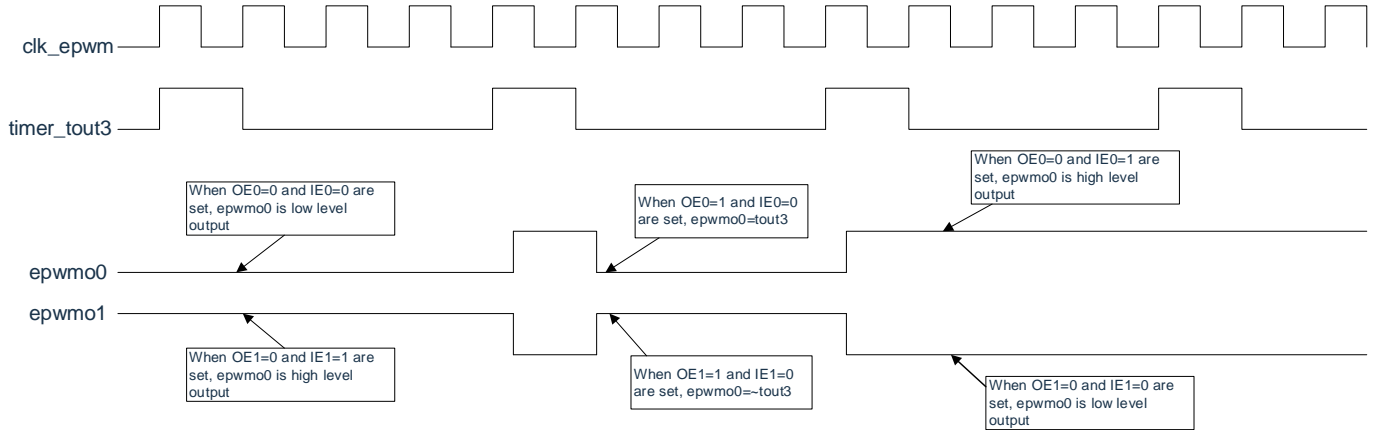 clk_epwm
timer_tout3
When OE0=0 and IE0=0 are
set, epwmo0 is low level
output
When OE0=1 and IE0=0
are set, epwmo0=tout3
When OE0=0 and IE0=1 are
set, epwmo0 is high level
output
epwmo0
epwmo1
When OE1=0 and IE1=1 are
set, epwmo0 is high level
output
When OE1=1 and IE1=0
are set, epwmo0=~tout3
When OE1=0 and IE1=0 are
set, epwmo0 is low level
output